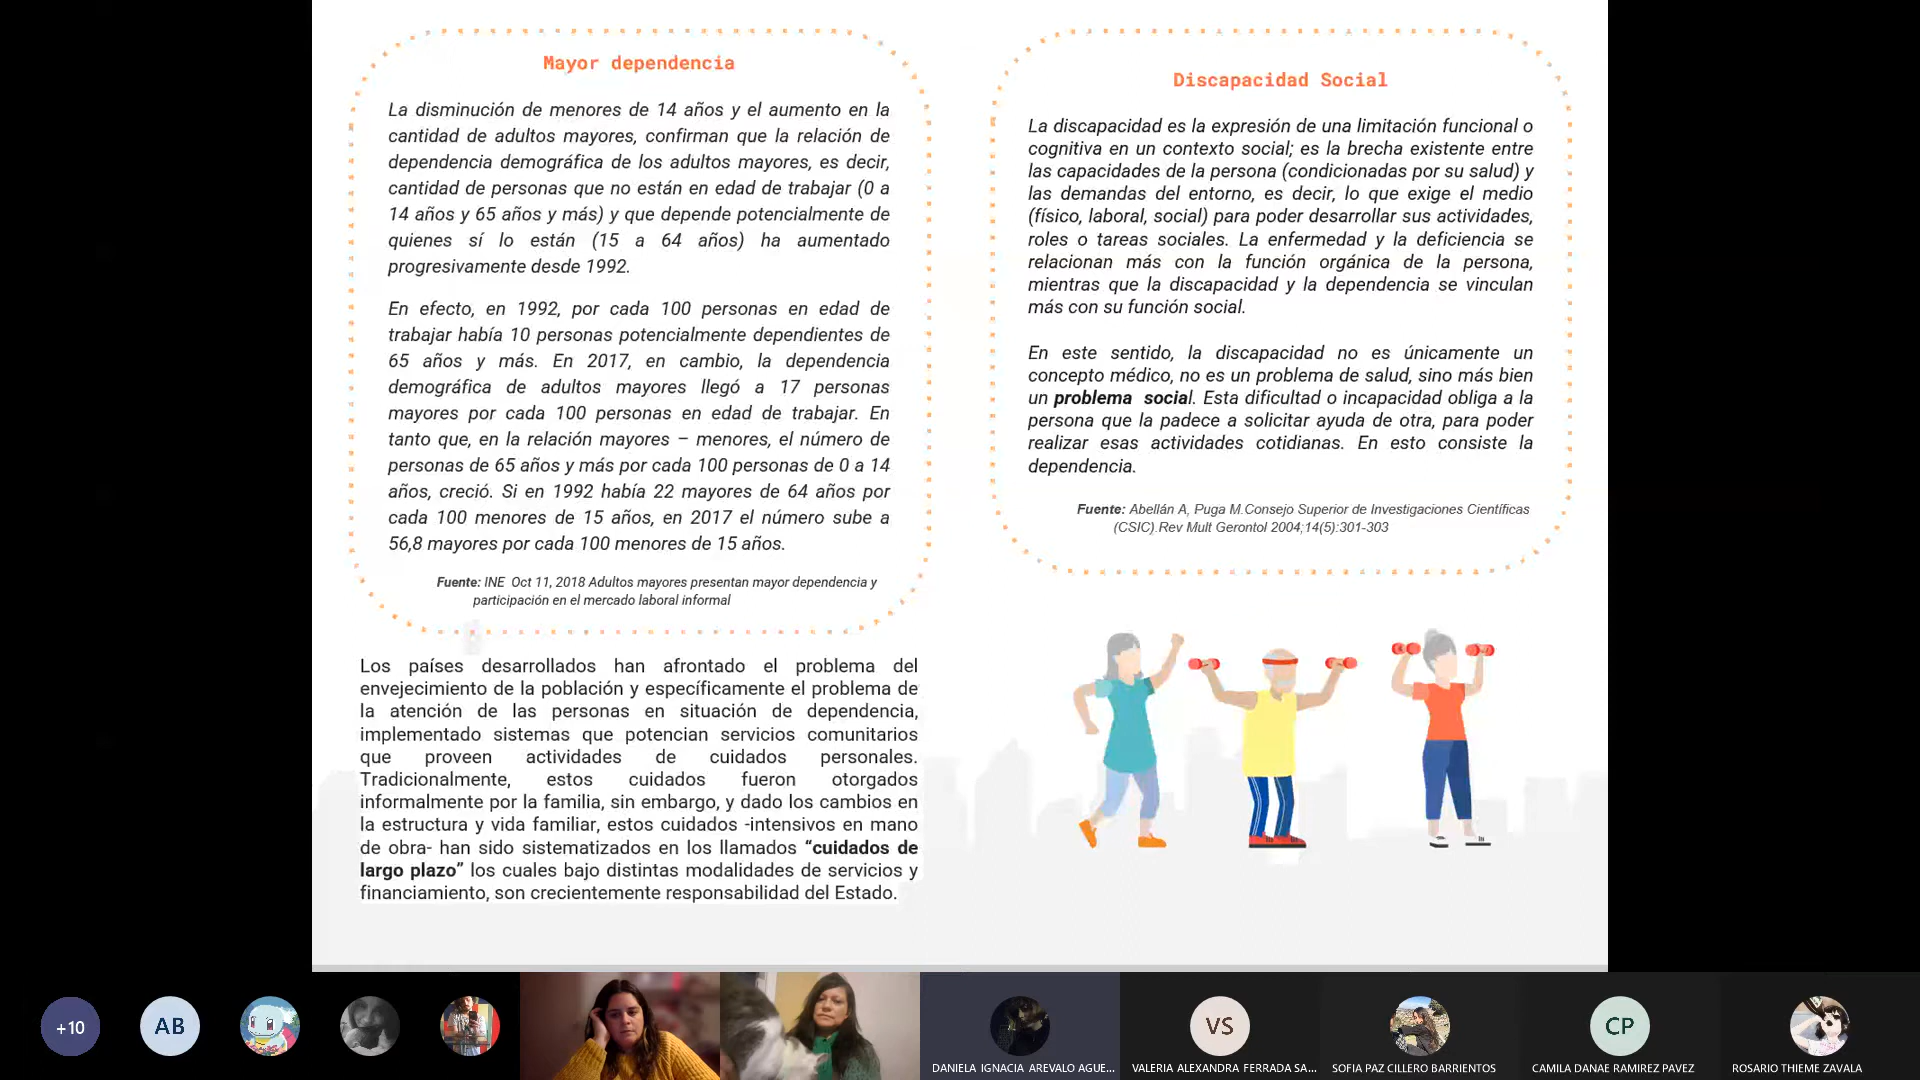 Mayor dependencia
La disminución de menores de 14 años y el aumento en la
cantidad de adultos mayores, confirman que la relación de
dependencia demográfica de los adultos mayores, es decir,
cantidad de personas que no están en edad de trabajar (0 a
14 años y 65 años y más) y que depende potencialmente de
quienes sí lo están (15 a 64 años) ha aumentado
progresivamente desde 1992.
En efecto, en 1992, por cada 100 personas en edad de
trabajar había 10 personas potencialmente dependientes de
65 años y más. En 2017, en cambio, la dependencia
demográfica de adultos mayores llegó a 17 personas
mayores por cada 100 personas en edad de trabajar. En
tanto que, en la relación mayores – menores, el número de
personas de 65 años y más por cada 100 personas de 0 a 14
años, creció. Si en 1992 había 22 mayores de 64 años por
cada 100 menores de 15 años, en 2017 el número sube a
56,8 mayores por cada 100 menores de 15 años.
Fuente: INE Oct 11, 2018 Adultos mayores presentan mayor dependencia y
participación en el mercado laboral informal
Los países desarrollados han afrontado el problema del
envejecimiento de la población y específicamente el problema de
la atención de las personas en situación de dependencia,
implementado sistemas que potencian servicios comunitarios
que proveen actividades de cuidados personales.
Tradicionalmente, estos cuidados fueron otorgados
informalmente por la familia, sin embargo, y dado los cambios en
la estructura y vida familiar, estos cuidados -intensivos en mano
de obra- han sido sistematizados en los llamados “cuidados de
largo plazo” los cuales bajo distintas modalidades de servicios y
financiamiento, son crecientemente responsabilidad del Estado.
Discapacidad Social
La discapacidad es la expresión de una limitación funcional o
cognitiva en un contexto social; es la brecha existente entre
las capacidades de la persona (condicionadas por su salud) y
las demandas del entorno, es decir, lo que exige el medio
(físico, laboral, social) para poder desarrollar sus actividades,
roles o tareas sociales. La enfermedad y la deficiencia se
relacionan más con la función orgánica de la persona,
mientras que la discapacidad y la dependencia se vinculan
más con su función social.
En este sentido, la discapacidad no es únicamente un
concepto médico, no es un problema de salud, sino más bien
un problema social. Esta dificultad o incapacidad obliga a la
persona que la padece a solicitar ayuda de otra, para poder
realizar esas actividades cotidianas. En esto consiste la
dependencia.
Fuente: Abellán A, Puga M.Consejo Superior de Investigaciones Científicas
(CSIC).Rev Mult Gerontol 2004;14(5):301-303
+10
AB
VS
CP
DANIELA IGNACIA AREVALO AGUE...
VALERIA ALEXANDRA FERRADA SA...
SOFIA PAZ CILLERO BARRIENTOS
CAMILA DANAE RAMIREZ PAVEZ
ROSARIO THIEME ZAVALA